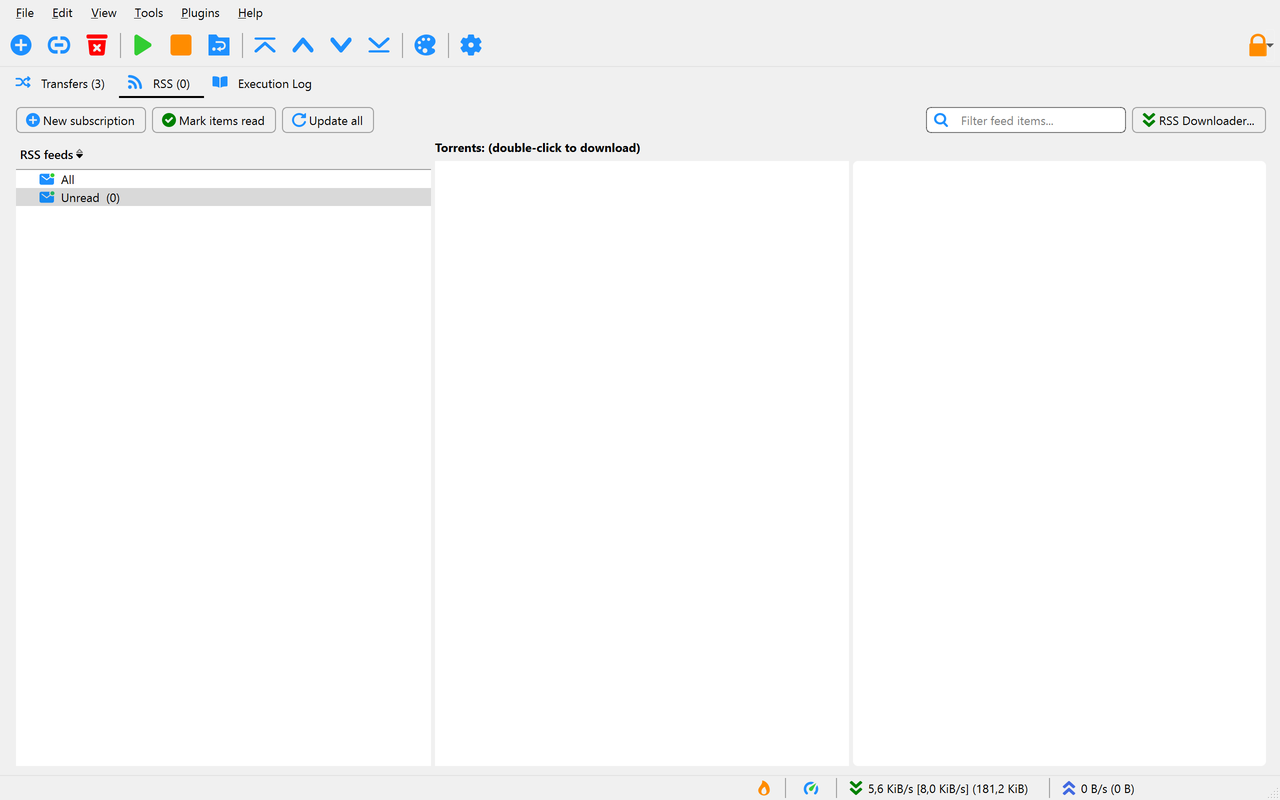 File Edit View Tools Plugins Help
Transfers (3) RSS (0) Execution Log
New subscription Mark items read Update all Filter feed items... RSS Downloader...
RSS feeds
Torrents: (double-click to download)
All
Unread (0)
5,6 KiB/s [8,0 KiB/s] (181,2 KiB) 0 B/s (0 B)